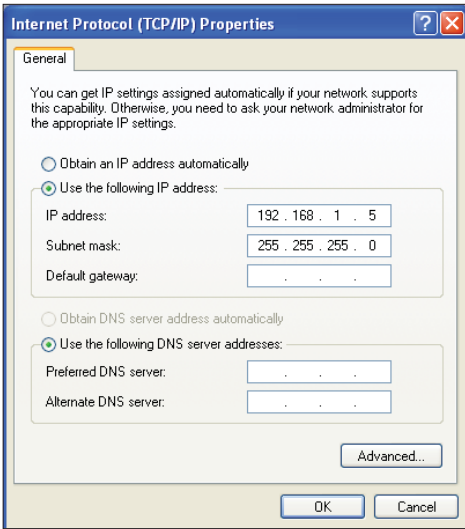 Internet Protocol (TCP/IP) Properties
General
You can get IP settings assigned automatically if your network supports
this capability. Otherwise, you need to ask your network administrator for
the appropriate IP settings.
Obtain an IP address automatically
Use the following IP address:
IP address: 192 . 168 . 1 . 5
Subnet mask: 255 . 255 . 255 . 0
Default gateway: . . .
Obtain DNS server address automatically
Use the following DNS server addresses:
Preferred DNS server: . . .
Alternate DNS server: . . .
Advanced...
OK Cancel